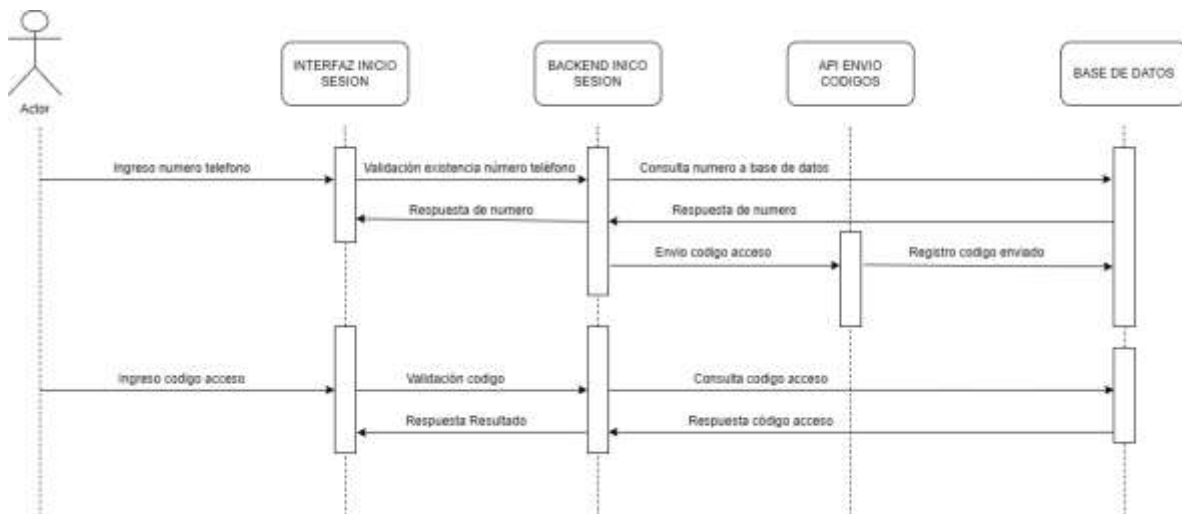 INTERFAZ INICIO
SESION
BACKEND INICO
SESION
API ENVIO
CODIGOS
BASE DE DATOS
Actor
Ingreso numero telefono
Validación existencia número teléfono
Consulta numero a base de datos
Respuesta de numero
Respuesta de numero
Envio codigo acceso
Registro codigo enviado
Ingreso codigo acceso
Validación codigo
Consulta codigo acceso
Respuesta Resultado
Respuesta código acceso